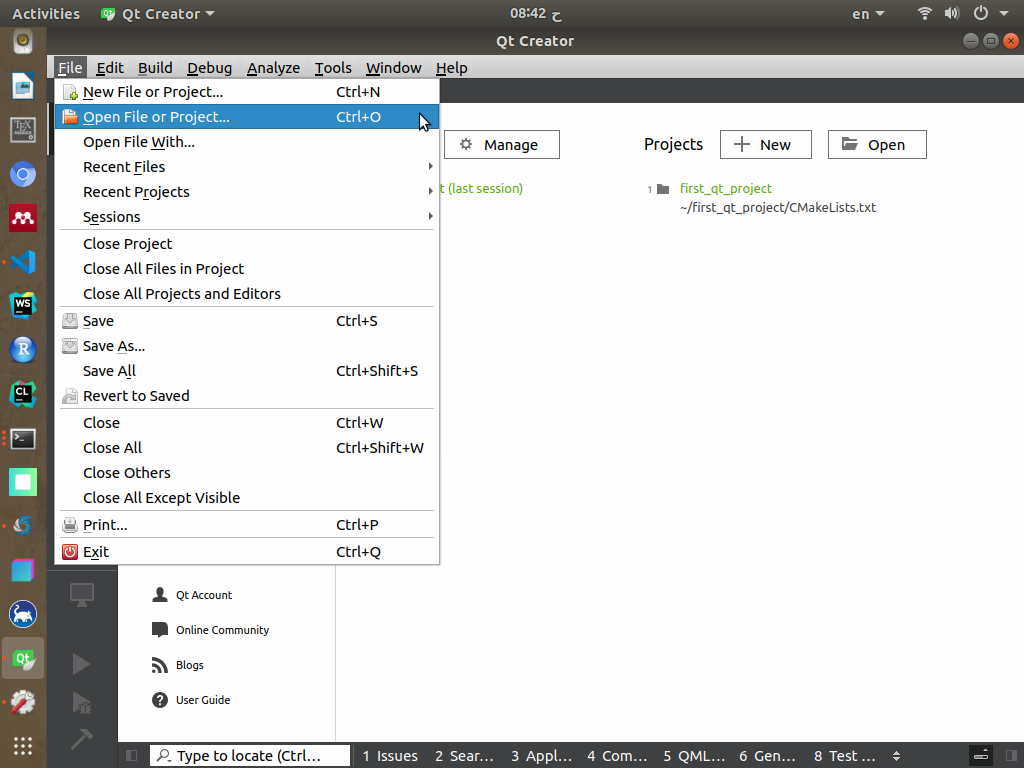 Activities Qt Creator 08:42 ح en
Qt Creator
File Edit Build Debug Analyze Tools Window Help
New File or Project... Ctrl+N
Open File or Project... Ctrl+O
Open File With...
Recent Files
Recent Projects
Sessions
Close Project
Close All Files in Project
Close All Projects and Editors
Save Ctrl+S
Save As...
Save All Ctrl+Shift+S
Revert to Saved
Close Ctrl+W
Close All Ctrl+Shift+W
Close Others
Close All Except Visible
Print... Ctrl+P
Exit Ctrl+Q
Manage
t (last session)
Projects New Open
1 first_qt_project
~/first_qt_project/CMakeLists.txt
Qt Account
Online Community
Blogs
User Guide
Type to locate (Ctrl... 1 Issues 2 Sear... 3 Appl... 4 Com... 5 QML... 6 Gen... 8 Test ...
TEX
MAKER
WS
R
CL
Qt